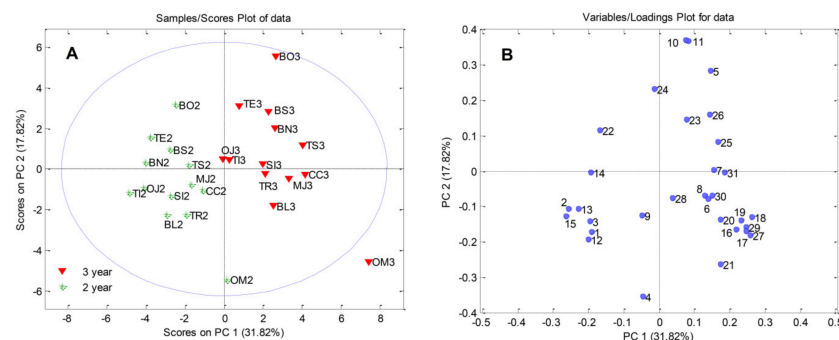 Samples/Scores Plot of data
A
6
4
2
0
-2
-4
-6
-8
-6
-4
-2
0
2
4
6
8
Scores on PC 2 (17.82%)
Scores on PC 1 (31.82%)
BO3
BO2
TE3
BS3
BN3
TE2
TS3
BS2
OJ3
BN2
TS2
TI3
SI3
CC3
MJ2
TR3
MJ3
TI2
OJ2
SI2
CC2
BL3
BL2
TR2
OM3
OM2
3 year
2 year
Variables/Loadings Plot for data
B
0.4
0.3
0.2
0.1
0
-0.1
-0.2
-0.3
-0.4
-0.5
-0.4
-0.3
-0.2
-0.1
0
0.1
0.2
0.3
0.4
0.5
PC 2 (17.82%)
PC 1 (31.82%)
10
11
5
24
26
23
22
25
14
7
31
8
30
28
6
2
13
15
3
9
1
12
20
19
18
16
29
17
27
21
4